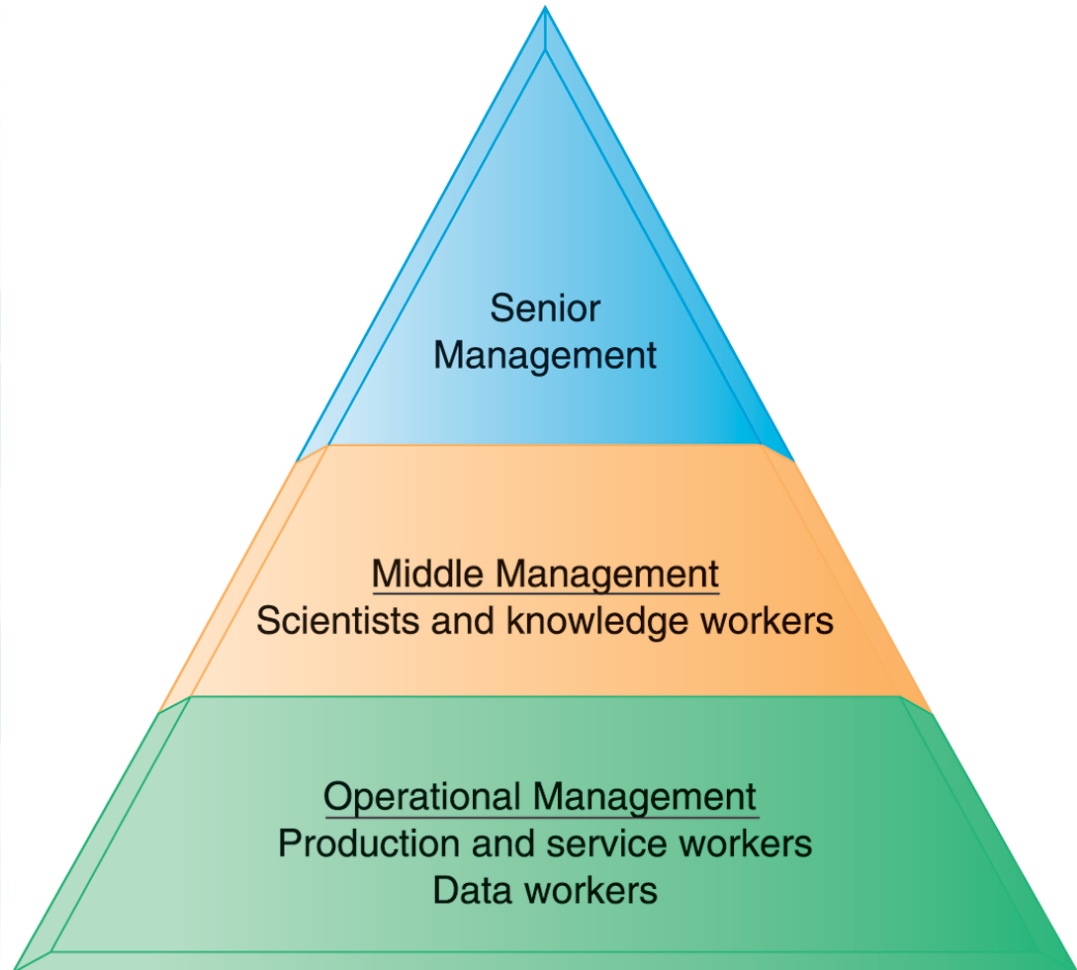 Senior
Management
Middle Management
Scientists and knowledge workers
Operational Management
Production and service workers
Data workers